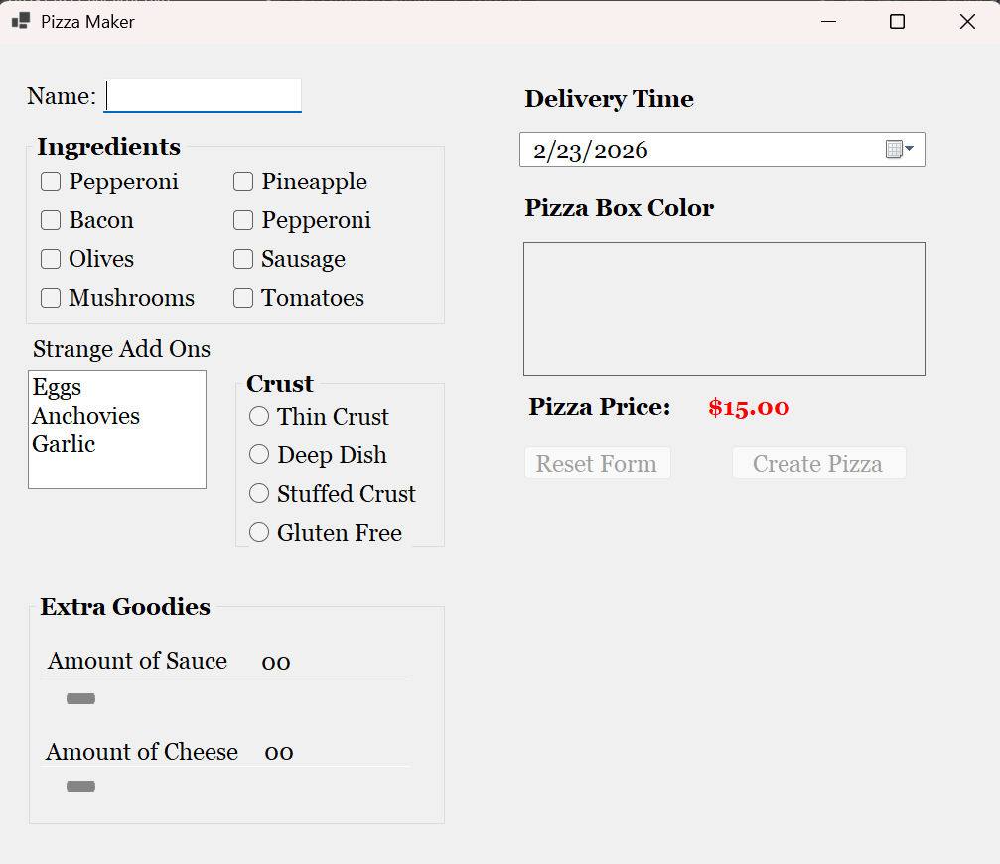 Pizza Maker
Name:
Ingredients
Pepperoni
Pineapple
Bacon
Pepperoni
Olives
Sausage
Mushrooms
Tomatoes
Strange Add Ons
Eggs
Anchovies
Garlic
Crust
Thin Crust
Deep Dish
Stuffed Crust
Gluten Free
Extra Goodies
Amount of Sauce 00
Amount of Cheese 00
Delivery Time
2/23/2026
Pizza Box Color
Pizza Price: $15.00
Reset Form
Create Pizza